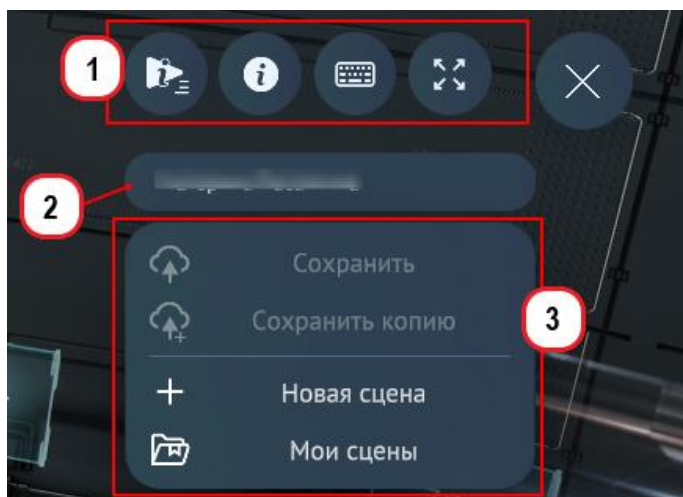 1
2
Сохранить
Сохранить копию
3
Новая сцена
Мои сцены